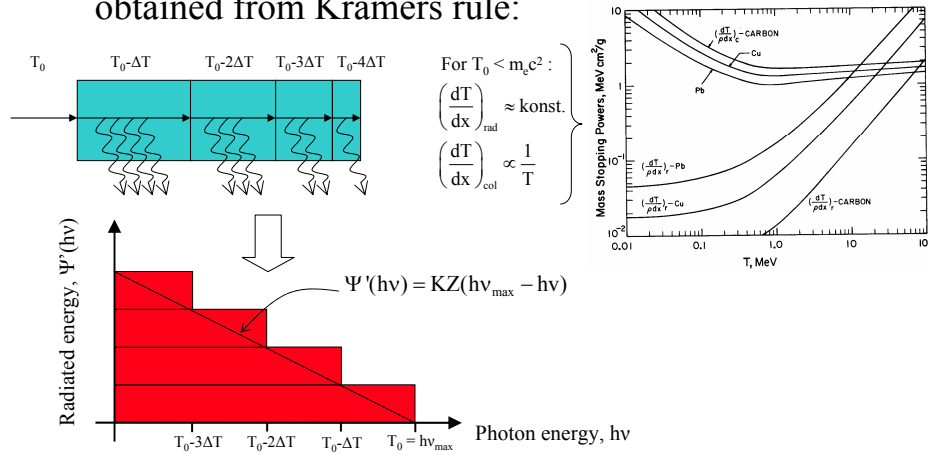 obtained from Kramers rule:
T₀ T₀-ΔT T₀-2ΔT T₀-3ΔT T₀-4ΔT
For T₀ < mₑc² :
(dT/dx)rad ≈ konst.
(dT/dx)col ∝ 1/T
Mass Stopping Powers, MeV cm²/g
10
1
10⁻¹
10⁻²
(dT/ρdx)c-CARBON
Cu
Pb
(dT/ρdx)r-Pb
(dT/ρdx)r-Cu
(dT/ρdx)r-CARBON
0.01 0.1 1.0 10 100
T, MeV
Radiated energy, Ψ'(hν)
Ψ'(hν) = KZ(hνmax − hν)
T₀-3ΔT T₀-2ΔT T₀-ΔT T₀ = hνmax
Photon energy, hν